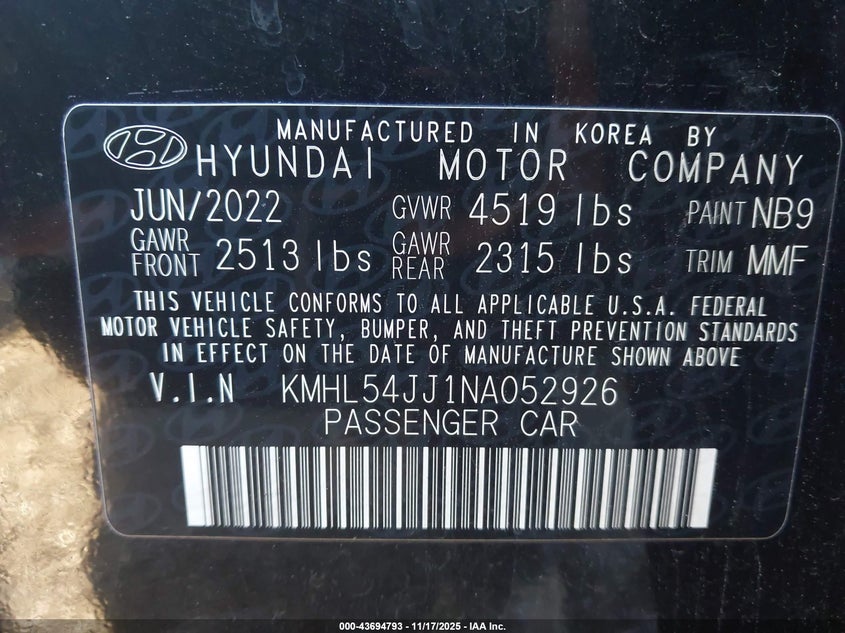 MANUFACTURED IN KOREA BY
HYUNDAI MOTOR COMPANY
JUN/2022 GVWR 4519 lbs PAINT NB9
GAWR FRONT 2513 lbs GAWR REAR 2315 lbs TRIM MMF
THIS VEHICLE CONFORMS TO ALL APPLICABLE U.S.A. FEDERAL
MOTOR VEHICLE SAFETY, BUMPER, AND THEFT PREVENTION STANDARDS
IN EFFECT ON THE DATE OF MANUFACTURE SHOWN ABOVE
V.I.N KMHL54JJ1NA052926
PASSENGER CAR
000-43694793 - 11/17/2025 - IAA Inc.